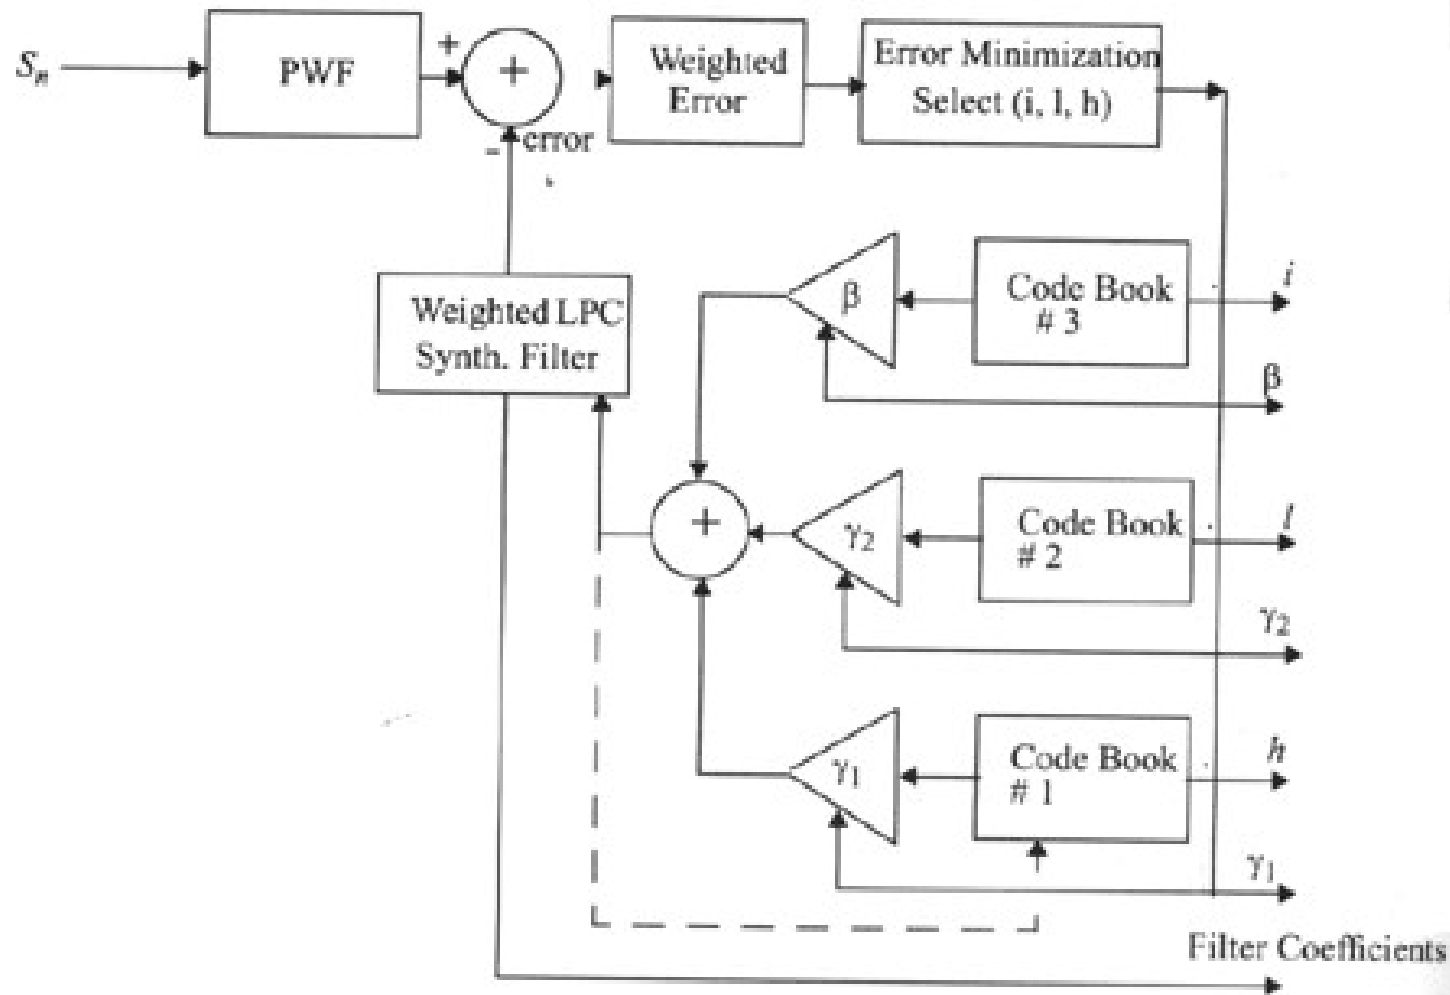 Sn
PWF
+
+
-
error
Weighted
Error
Error Minimization
Select (i, l, h)
Weighted LPC
Synth. Filter
β
Code Book
# 3
i
β
+
γ2
Code Book
# 2
l
γ2
γ1
Code Book
# 1
h
γ1
Filter Coefficients